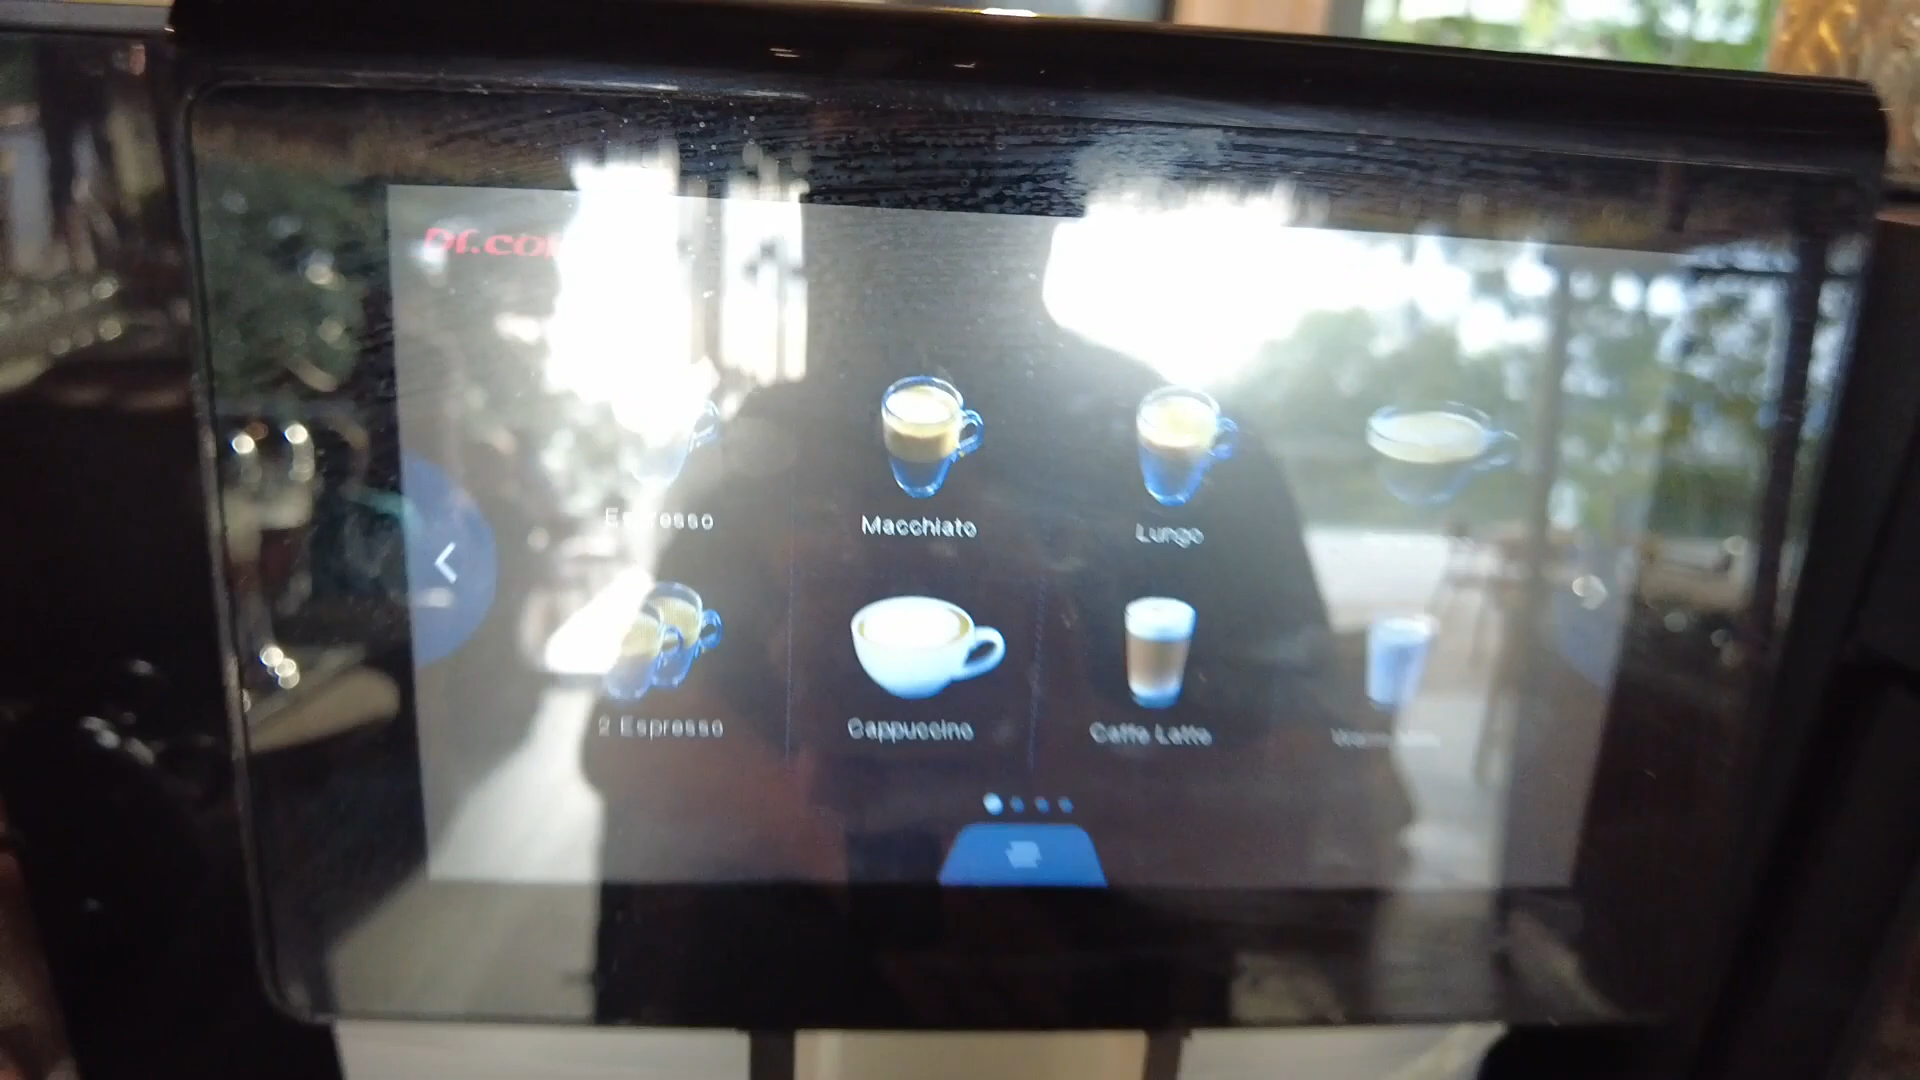 Espresso
Macchiato
Lungo
2 Espresso
Cappuccino
Caffe Latte